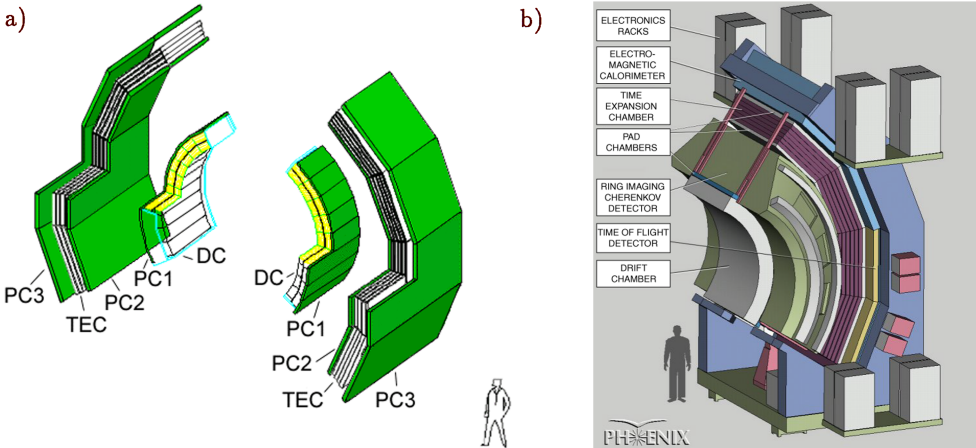 a)
PC3
TEC
PC2
PC1
DC
DC
PC1
PC2
TEC
PC3
b)
ELECTRONICS
RACKS
ELECTRO-
MAGNETIC
CALORIMETER
TIME
EXPANSION
CHAMBER
PAD
CHAMBERS
RING IMAGING
CHERENKOV
DETECTOR
TIME OF FLIGHT
DETECTOR
DRIFT
CHAMBER
PHENIX